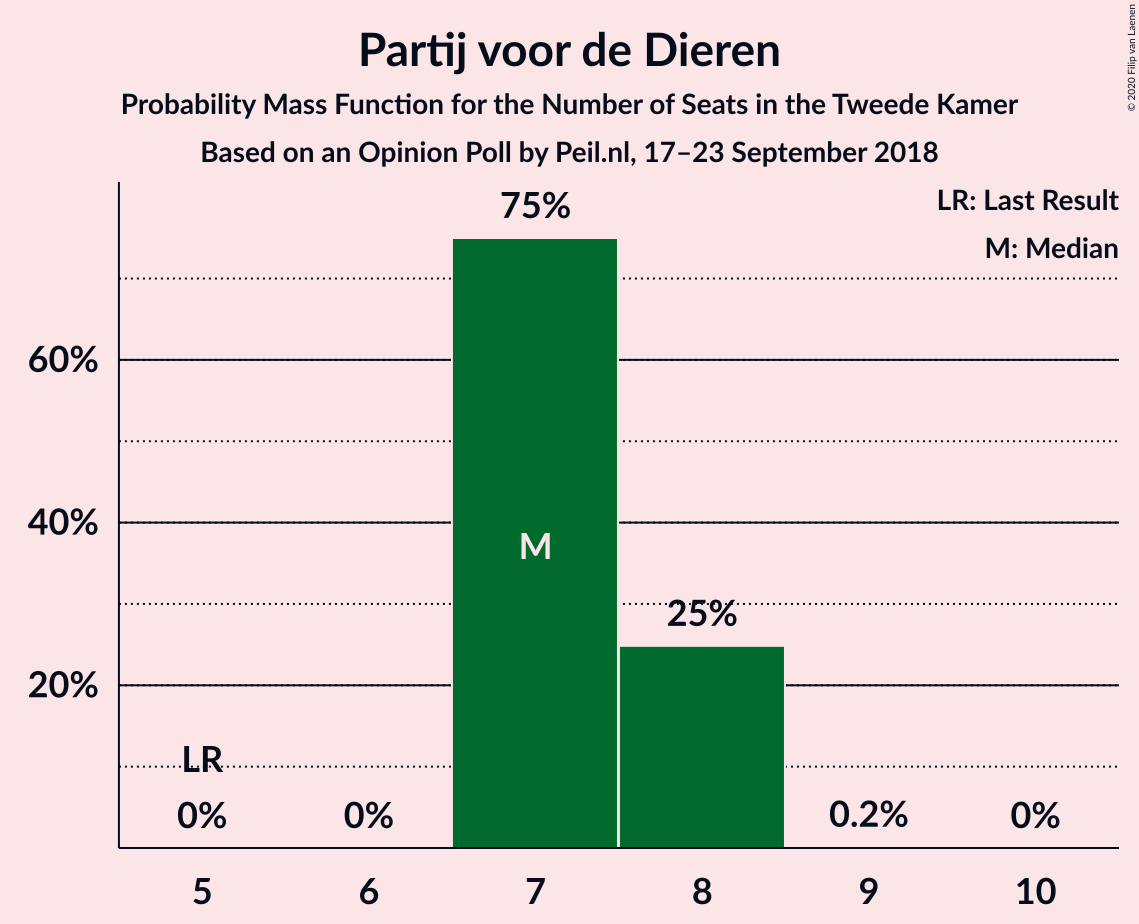 Partij voor de Dieren
Probability Mass Function for the Number of Seats in the Tweede Kamer
Based on an Opinion Poll by Peil.nl, 17–23 September 2018
© 2020 Filip van Laenen
LR: Last Result
M: Median
75%
60%
40%
M
25%
20%
LR
0%
0%
0.2%
0%
5
6
7
8
9
10